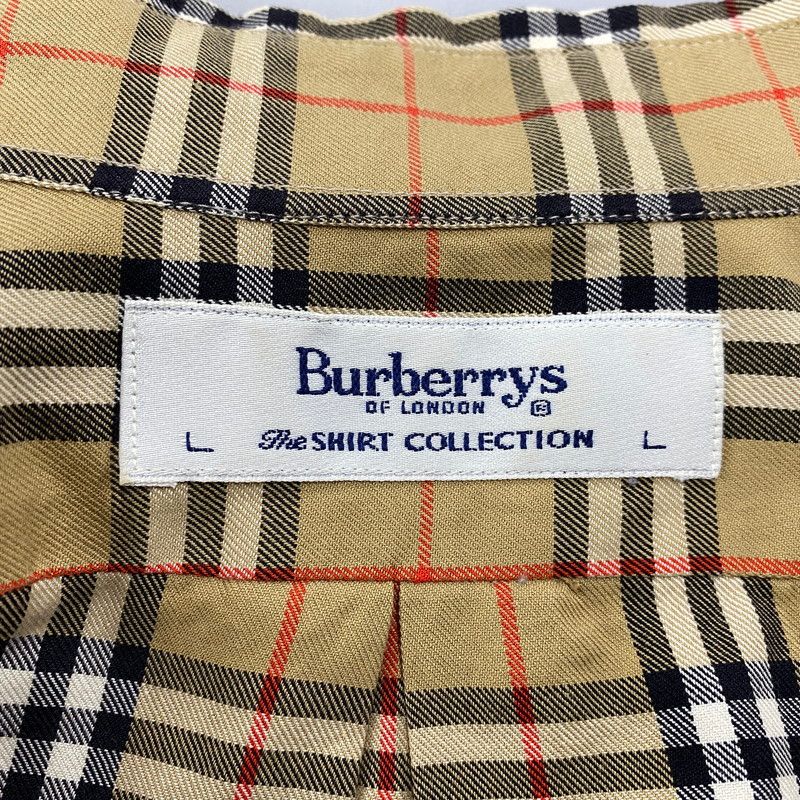 Burberrys
OF LONDON ®
L The SHIRT COLLECTION L